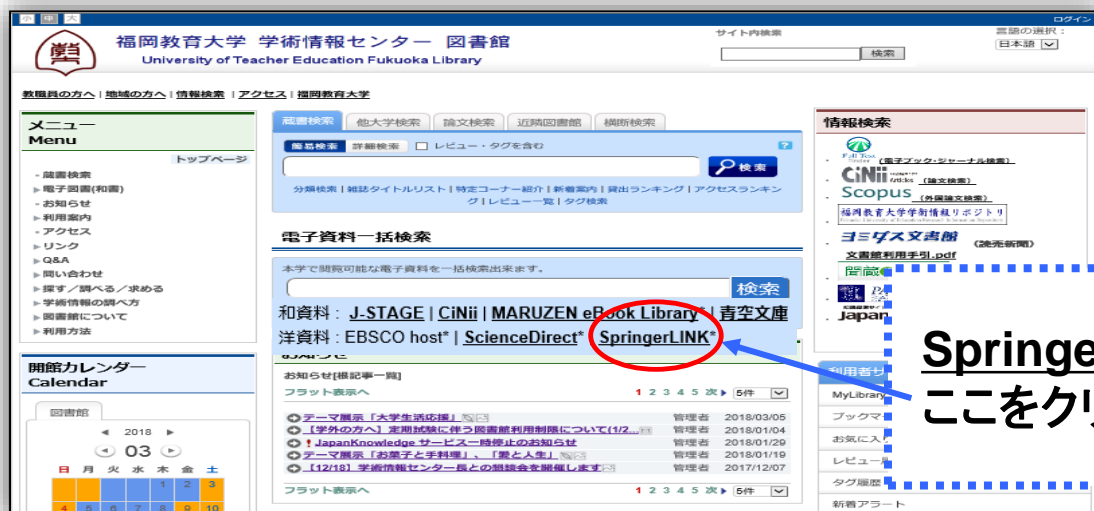 小 中 大
ログイン
福岡教育大学 学術情報センター 図書館
University of Teacher Education Fukuoka Library
サイト内検索
検索
言語の選択：
日本語
教職員の方へ | 地域の方へ | 情報検索 | アクセス | 福岡教育大学
メニュー
Menu
トップページ
- 蔵書検索
電子図書(和書)
- お知らせ
利用案内
- アクセス
リンク
Q&A
問い合わせ
探す／調べる／求める
学術情報の調べ方
図書館について
利用方法
開館カレンダー
Calendar
図書館
2018
03
日 月 火 水 木 金 土
1 2 3
4 5 6 7 8 9 10
蔵書検索 他大学検索 論文検索 近隣図書館 横断検索
簡易検索 詳細検索 レビュー・タグを含む
検索
分類検索 | 雑誌タイトルリスト | 特定コーナー紹介 | 新着案内 | 貸出ランキング | アクセスランキン
グ | レビュー一覧 | タグ検索
電子資料一括検索
本学で閲覧可能な電子資料を一括検索出来ます。
検索
和資料： J-STAGE | CiNii | MARUZEN eBook Library* | 青空文庫
洋資料：EBSCO host* | ScienceDirect* SpringerLINK*
お知らせ
お知らせ[根記事一覧]
フラット表示へ 1 2 3 4 5 次 5件
テーマ展示「大学生活応援」 管理者 2018/03/05
【学外の方へ】定期試験に伴う図書館利用制限について(1/2... 管理者 2018/01/04
! JapanKnowledge サービス一時停止のお知らせ 管理者 2018/01/29
テーマ展示「お菓子と手料理」、「愛と人生」 管理者 2018/01/19
【12/18】学術情報センター長との懇談会を開催します 管理者 2017/12/07
フラット表示へ 1 2 3 4 5 次 5件
情報検索
Full Text (電子ブック・ジャーナル検索)
CiNii Articles (論文検索)
Scopus (外国論文検索)
福岡教育大学学術情報リポジトリ
ヨミダス文書館 (読売新聞)
文書館利用手引.pdf
聞蔵
Japan
Springe
ここをクリ
利用者サ
MyLibrary
ブックマ
お気に入
レビュー
タグ履歴
新着アラート